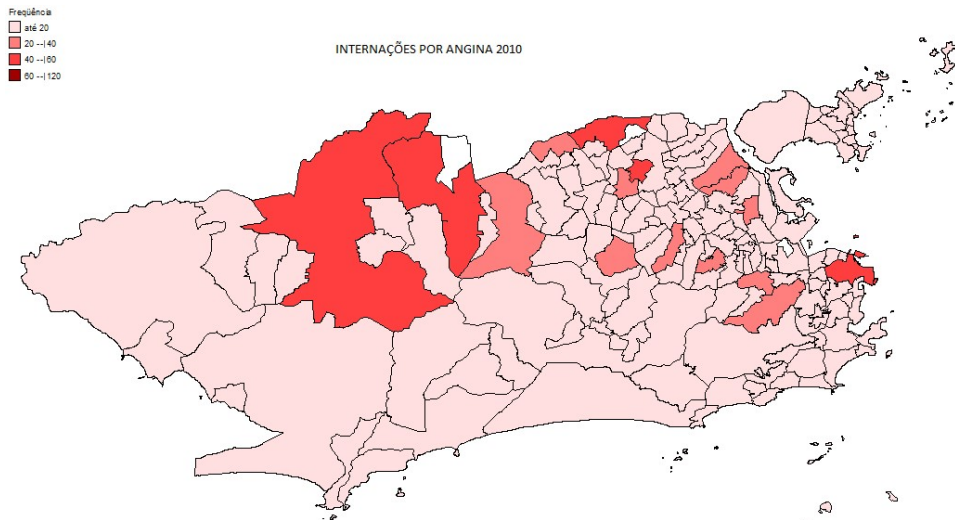 Freqüência
até 20
20 --|40
40 --|60
60 --|120
INTERNAÇÕES POR ANGINA 2010